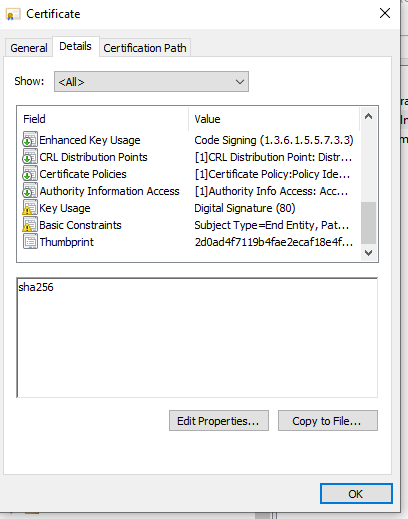 Certificate
General
Details
Certification Path
Show:
<All>
Field Value
Enhanced Key Usage Code Signing (1.3.6.1.5.5.7.3.3)
CRL Distribution Points [1]CRL Distribution Point: Distr...
Certificate Policies [1]Certificate Policy:Policy Ide...
Authority Information Access [1]Authority Info Access: Acc...
Key Usage Digital Signature (80)
Basic Constraints Subject Type=End Entity, Pat...
Thumbprint 2d0ad4f7119b4fae2ecaf18e4f...
sha256
Edit Properties...
Copy to File...
OK